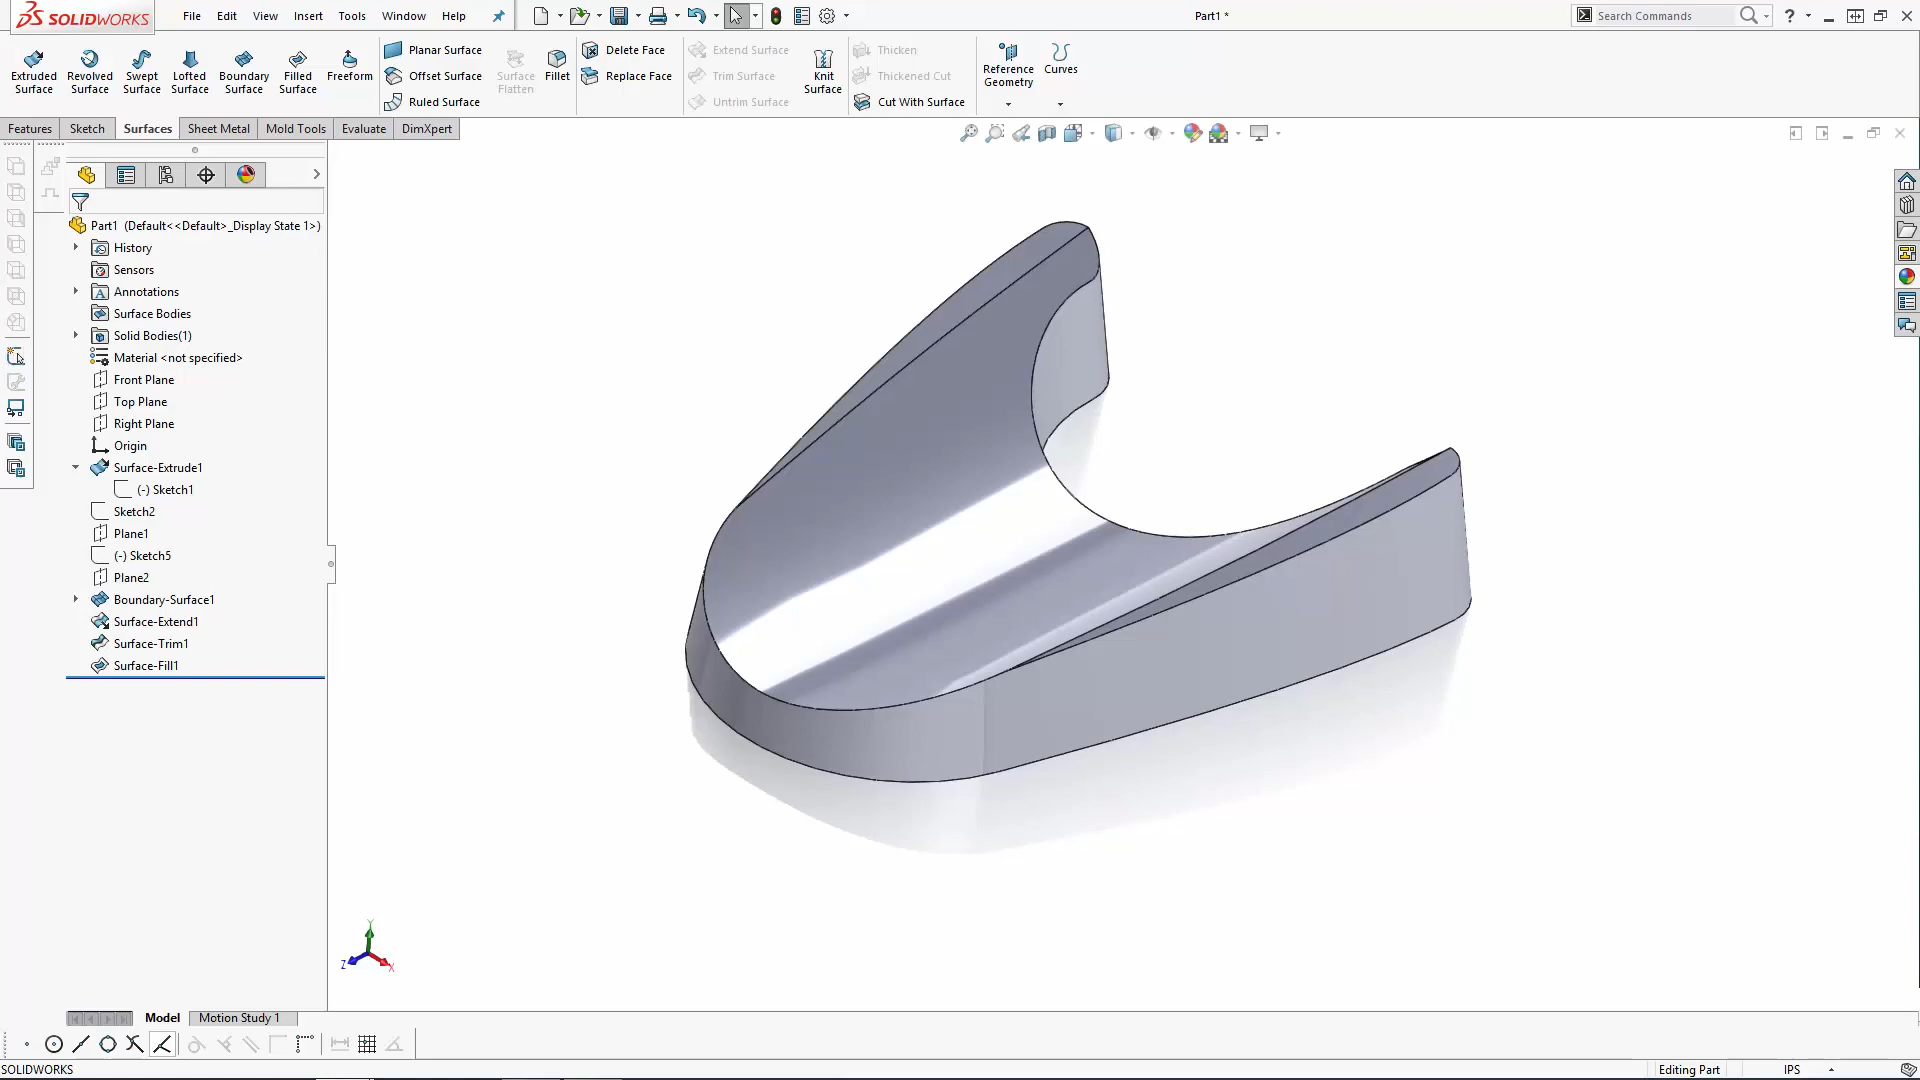 SOLIDWORKS
File Edit View Insert Tools Window Help
Part1 *
Search Commands
Extruded Surface
Revolved Surface
Swept Surface
Lofted Surface
Boundary Surface
Filled Surface
Freeform
Planar Surface
Offset Surface
Ruled Surface
Surface Flatten
Fillet
Delete Face
Replace Face
Extend Surface
Trim Surface
Untrim Surface
Knit Surface
Thicken
Thickened Cut
Cut With Surface
Reference Geometry
Curves
Features Sketch Surfaces Sheet Metal Mold Tools Evaluate DimXpert
Part1 (Default<<Default>_Display State 1>)
History
Sensors
A Annotations
Surface Bodies
Solid Bodies(1)
Material <not specified>
Front Plane
Top Plane
Right Plane
Origin
Surface-Extrude1
(-) Sketch1
Sketch2
Plane1
(-) Sketch5
Plane2
Boundary-Surface1
Surface-Extend1
Surface-Trim1
Surface-Fill1
Y
Z
X
Model Motion Study 1
SOLIDWORKS
Editing Part
IPS